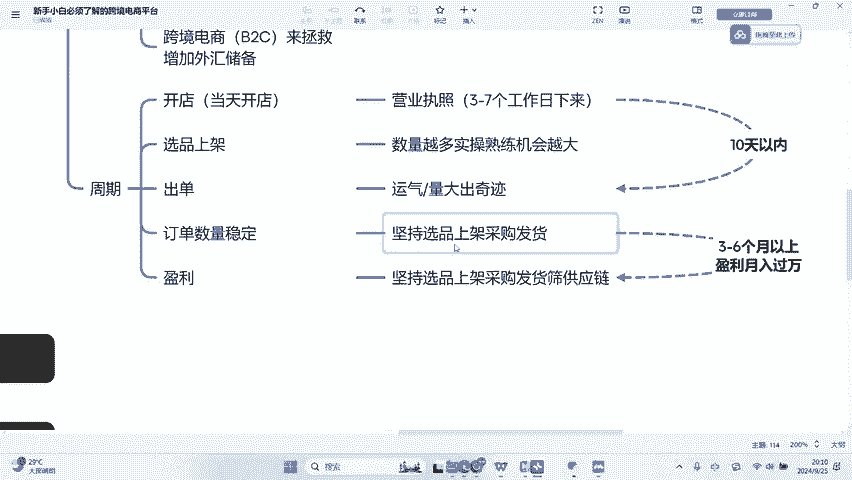 新手小白必须了解的跨境电商平台
ZEN
演说
格式
联系
标记
插入
跨境电商（B2C）来拯救
增加外汇储备
周期
开店（当天开店）
营业执照（3-7个工作日下来）
选品上架
数量越多实操熟练机会越大
10天以内
出单
运气/量大出奇迹
订单数量稳定
坚持选品上架采购发货
3-6个月以上
盈利月入过万
盈利
坚持选品上架采购发货筛供应链
主题: 114
200%
大纲
29°C
大部晴朗
搜索
20:10
2024/9/25